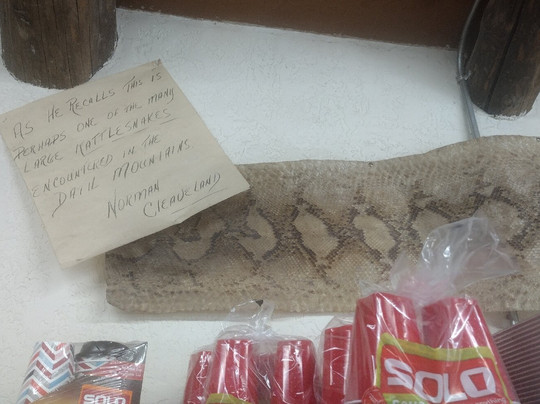 AS HE RECALLS THIS IS
PERHAPS ONE OF THE MANY
LARGE RATTLESNAKES
ENCOUNTERED IN THE
DATIL MOUNTAINS.
NORMAN
CLEAVELAND
SOLO
SOLO